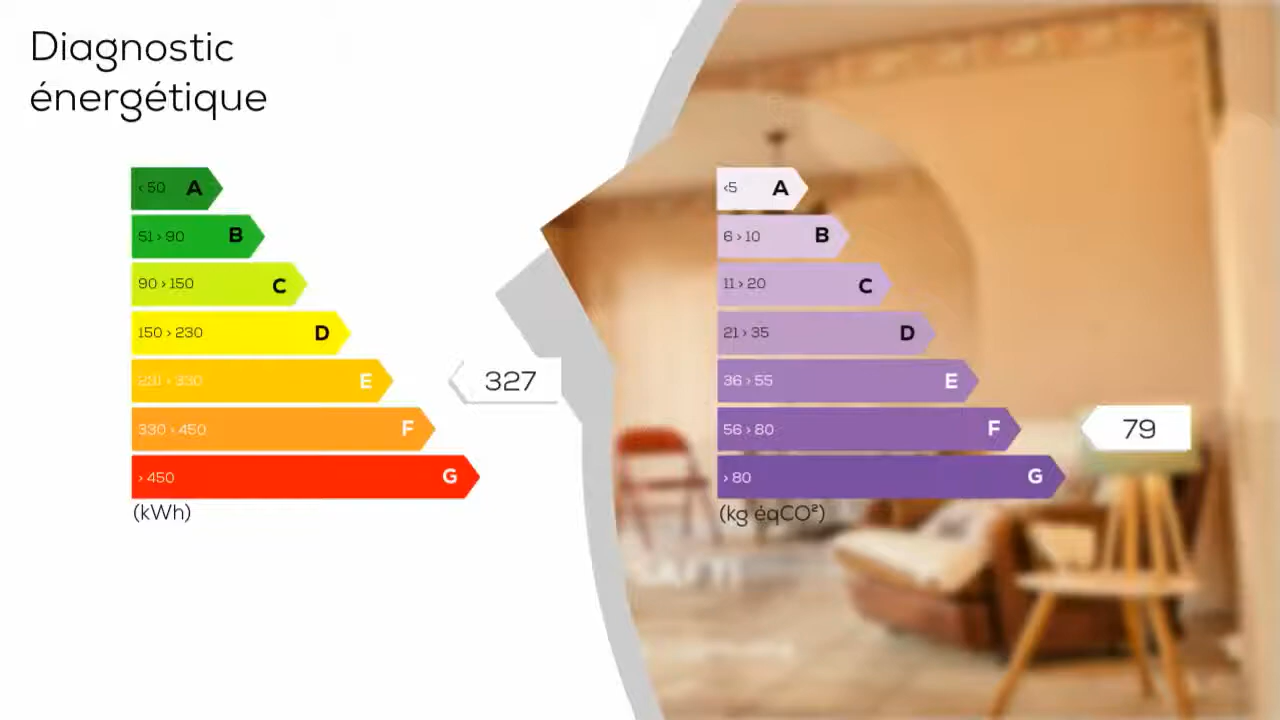 Diagnostic
énergétique
< 50 A
51 > 90 B
90 > 150 C
150 > 230 D
E
330 > 450 F
> 450 G
(kWh)
327
<5 A
6 > 10 B
11 > 20 C
21 > 35 D
36 > 55 E
56 > 80 F
> 80 G
(kg éqCO²)
79